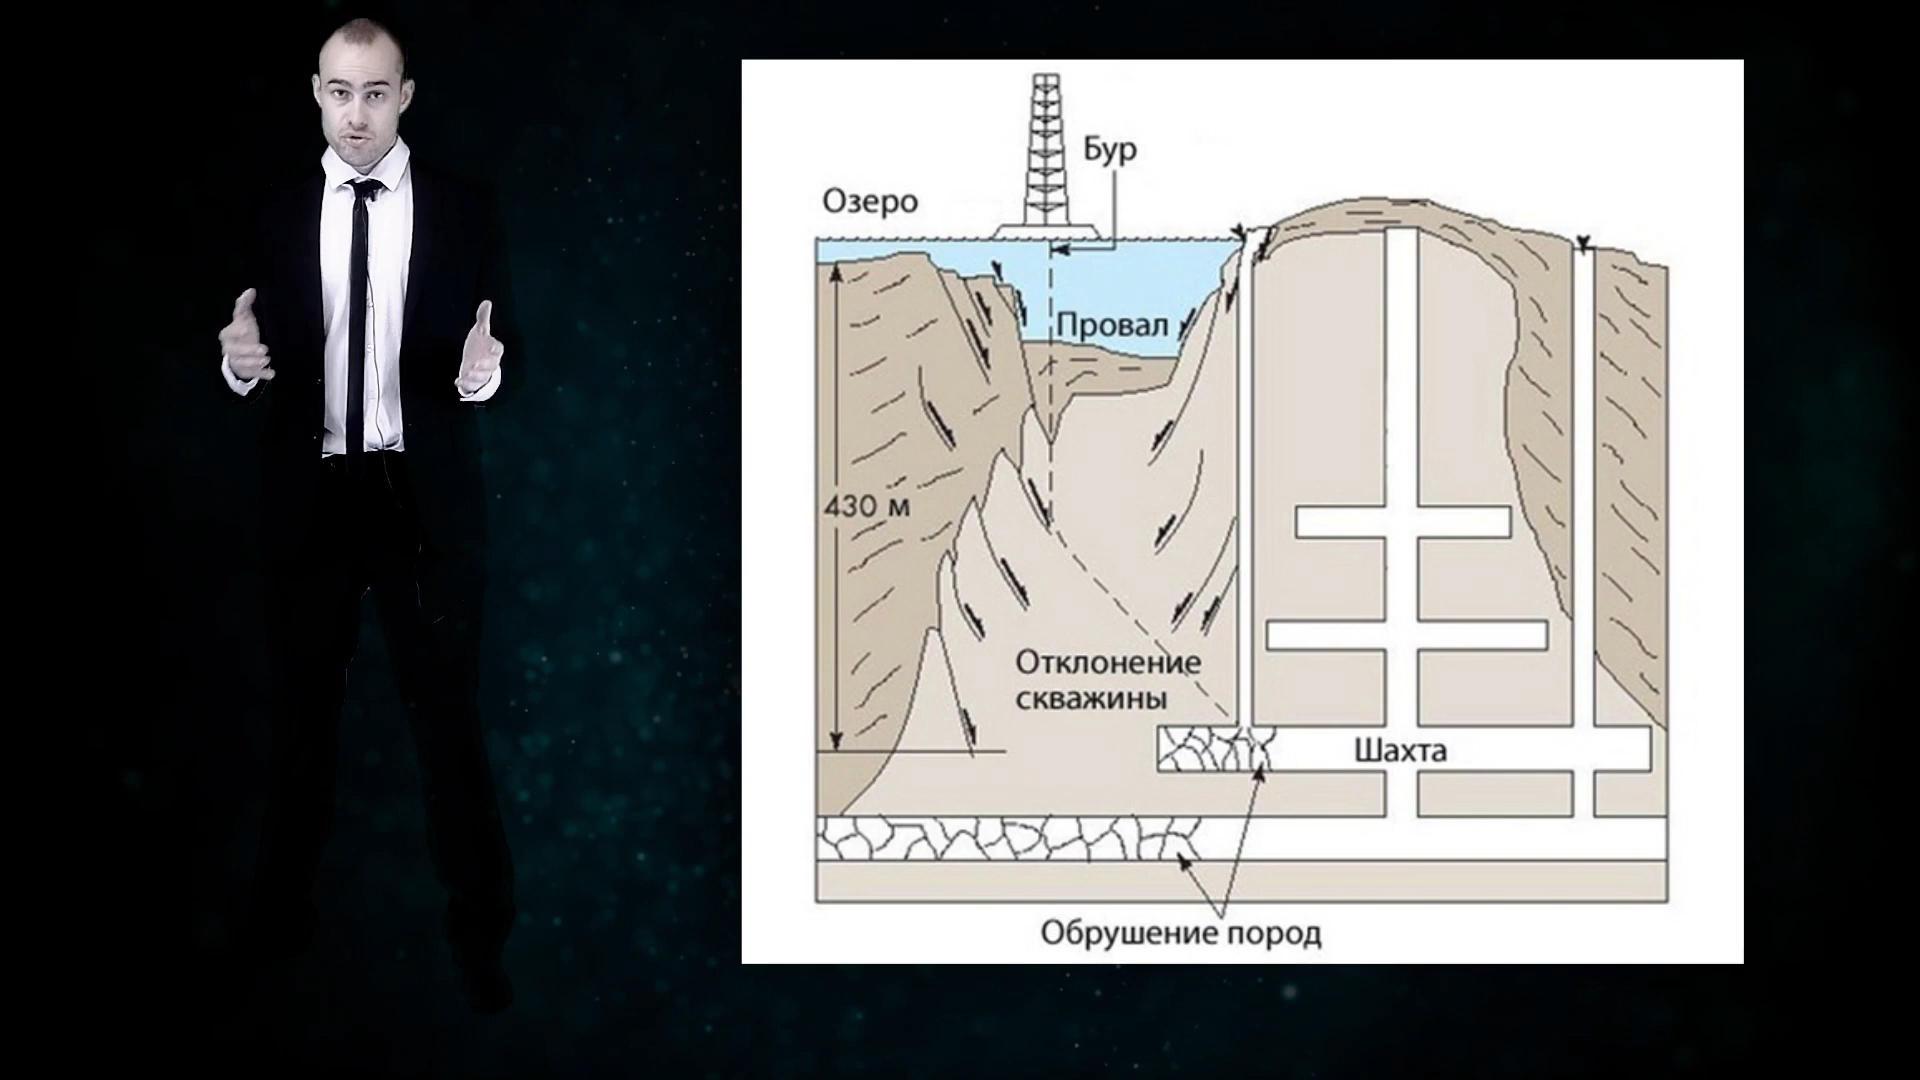 Бур
Озеро
Провал
430 м
Отклонение
скважины
Шахта
Обрушение пород